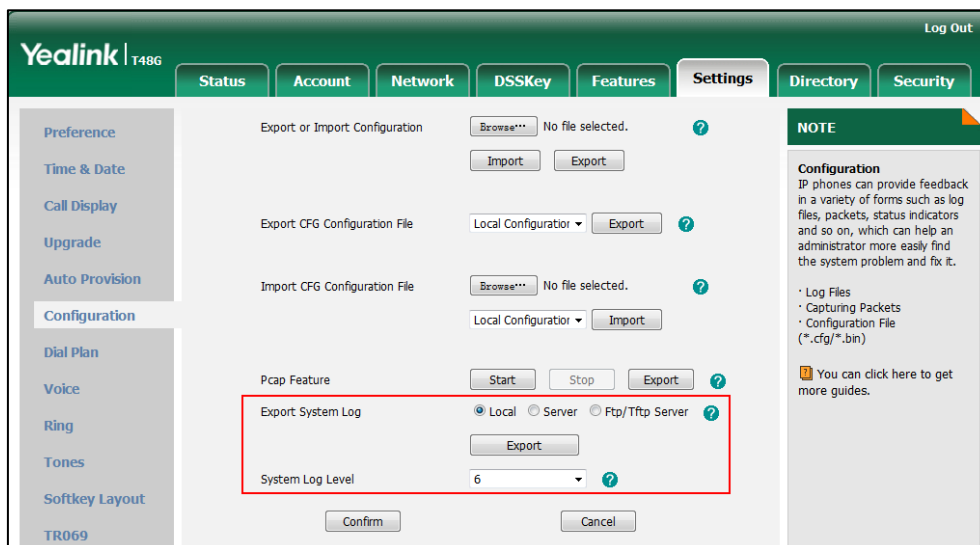 Log Out
Yealink T48G
Status Account Network DSSKey Features Settings Directory Security
Preference
Time & Date
Call Display
Upgrade
Auto Provision
Configuration
Dial Plan
Voice
Ring
Tones
Softkey Layout
TR069
Export or Import Configuration Browse... No file selected. ?
Import Export
Export CFG Configuration File Local Configuration Export ?
Import CFG Configuration File Browse... No file selected. ?
Local Configuration Import
Pcap Feature Start Stop Export ?
Export System Log Local Server Ftp/Tftp Server ?
Export
System Log Level 6 ?
Confirm Cancel
NOTE
Configuration
IP phones can provide feedback
in a variety of forms such as log
files, packets, status indicators
and so on, which can help an
administrator more easily find
the system problem and fix it.
· Log Files
· Capturing Packets
· Configuration File
(*.cfg/*.bin)
? You can click here to get
more guides.